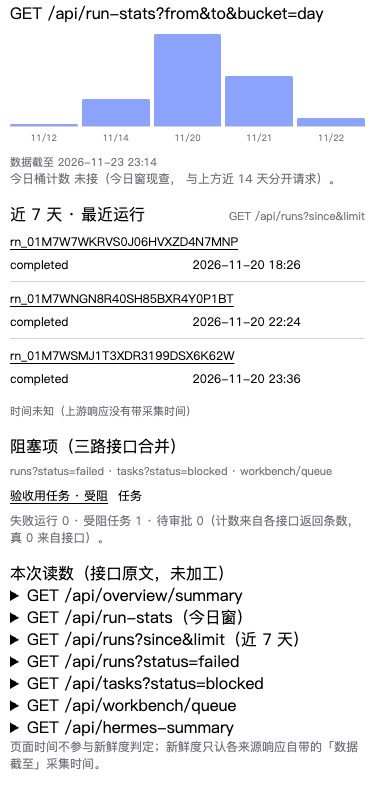 GET /api/run-stats?from&to&bucket=day
11/12 11/14 11/20 11/21 11/22
数据截至 2026-11-23 23:14
今日桶计数 未接（今日窗现查， 与上方近 14 天分开请求）。
近 7 天 · 最近运行 GET /api/runs?since&limit
rn_01M7W7WKRVS0J06HVXZD4N7MNP
completed 2026-11-20 18:26
rn_01M7WNGN8R40SH85BXR4Y0P1BT
completed 2026-11-20 22:24
rn_01M7WSMJ1T3XDR3199DSX6K62W
completed 2026-11-20 23:36
时间未知（上游响应没有带采集时间）
阻塞项（三路接口合并）
runs?status=failed · tasks?status=blocked · workbench/queue
验收用任务 · 受阻 任务
失败运行 0 · 受阻任务 1 · 待审批 0（计数来自各接口返回条数，
真 0 来自接口）。
本次读数（接口原文，未加工）
▶ GET /api/overview/summary
▶ GET /api/run-stats（今日窗）
▶ GET /api/runs?since&limit（近 7 天）
▶ GET /api/runs?status=failed
▶ GET /api/tasks?status=blocked
▶ GET /api/workbench/queue
▶ GET /api/hermes-summary
页面时间不参与新鲜度判定；新鲜度只认各来源响应自带的「数据
截至」采集时间。